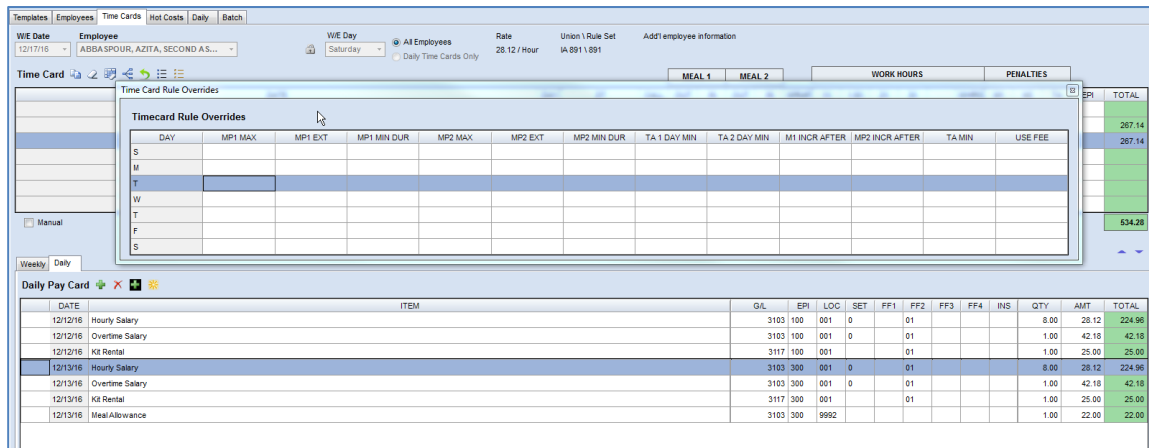 Templates Employees Time Cards Hot Costs Daily Batch
W/E Date Employee W/E Day All Employees Rate Union \ Rule Set Add'l employee information
12/17/16 ABBASPOUR, AZITA, SECOND AS... Saturday Daily Time Cards Only 28.12 / Hour IA 891 \ 891
Time Card MEAL 1 MEAL 2 WORK HOURS PENALTIES
Time Card Rule Overrides
EPI TOTAL
Timecard Rule Overrides
267.14
DAY MP1 MAX MP1 EXT MP1 MIN DUR MP2 MAX MP2 EXT MP2 MIN DUR TA 1 DAY MIN TA 2 DAY MIN M1 INCR AFTER MP2 INCR AFTER TA MIN USE FEE
267.14
S
M
T
W
T
F
S
Manual 534.28
Weekly Daily
Daily Pay Card
DATE ITEM G/L EPI LOC SET FF1 FF2 FF3 FF4 INS QTY AMT TOTAL
12/12/16 Hourly Salary 3103 100 001 0 01 8.00 28.12 224.96
12/12/16 Overtime Salary 3103 100 001 0 01 1.00 42.18 42.18
12/12/16 Kit Rental 3117 100 001 01 1.00 25.00 25.00
12/13/16 Hourly Salary 3103 300 001 0 01 8.00 28.12 224.96
12/13/16 Overtime Salary 3103 300 001 0 01 1.00 42.18 42.18
12/13/16 Kit Rental 3117 300 001 01 1.00 25.00 25.00
12/13/16 Meal Allowance 3103 300 9992 1.00 22.00 22.00